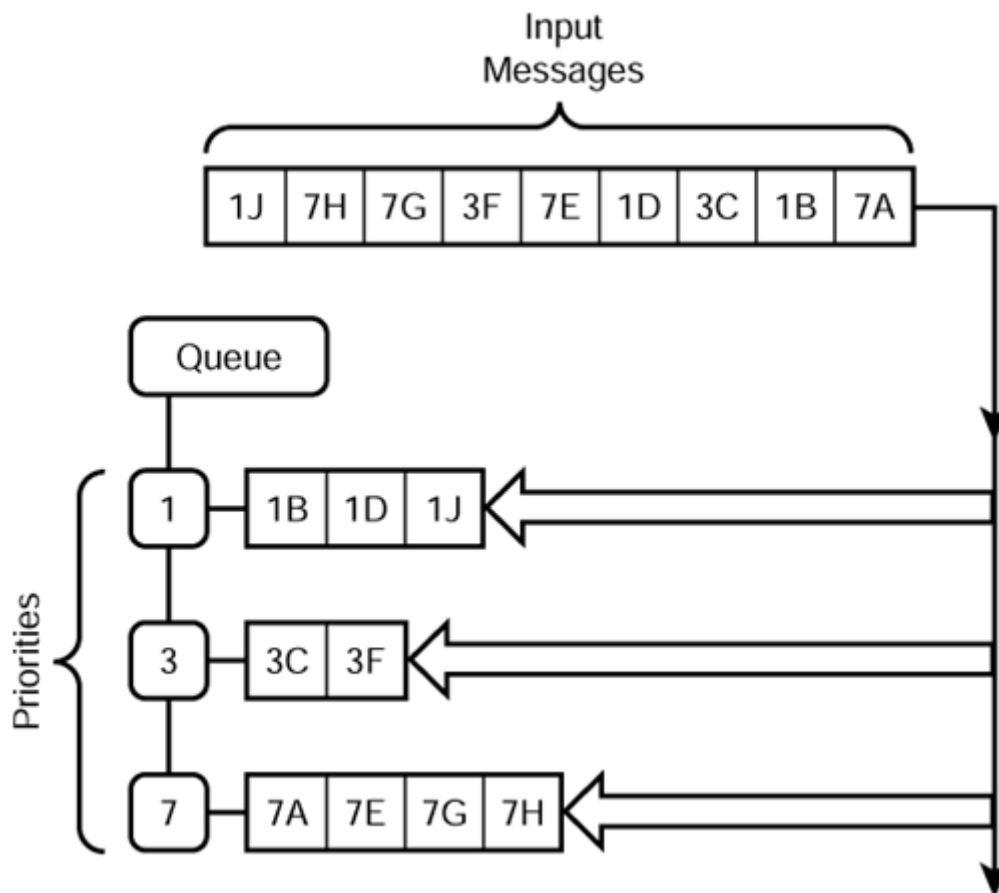 Input
Messages
1J 7H 7G 3F 7E 1D 3C 1B 7A
Queue
Priorities
1 1B 1D 1J
3 3C 3F
7 7A 7E 7G 7H